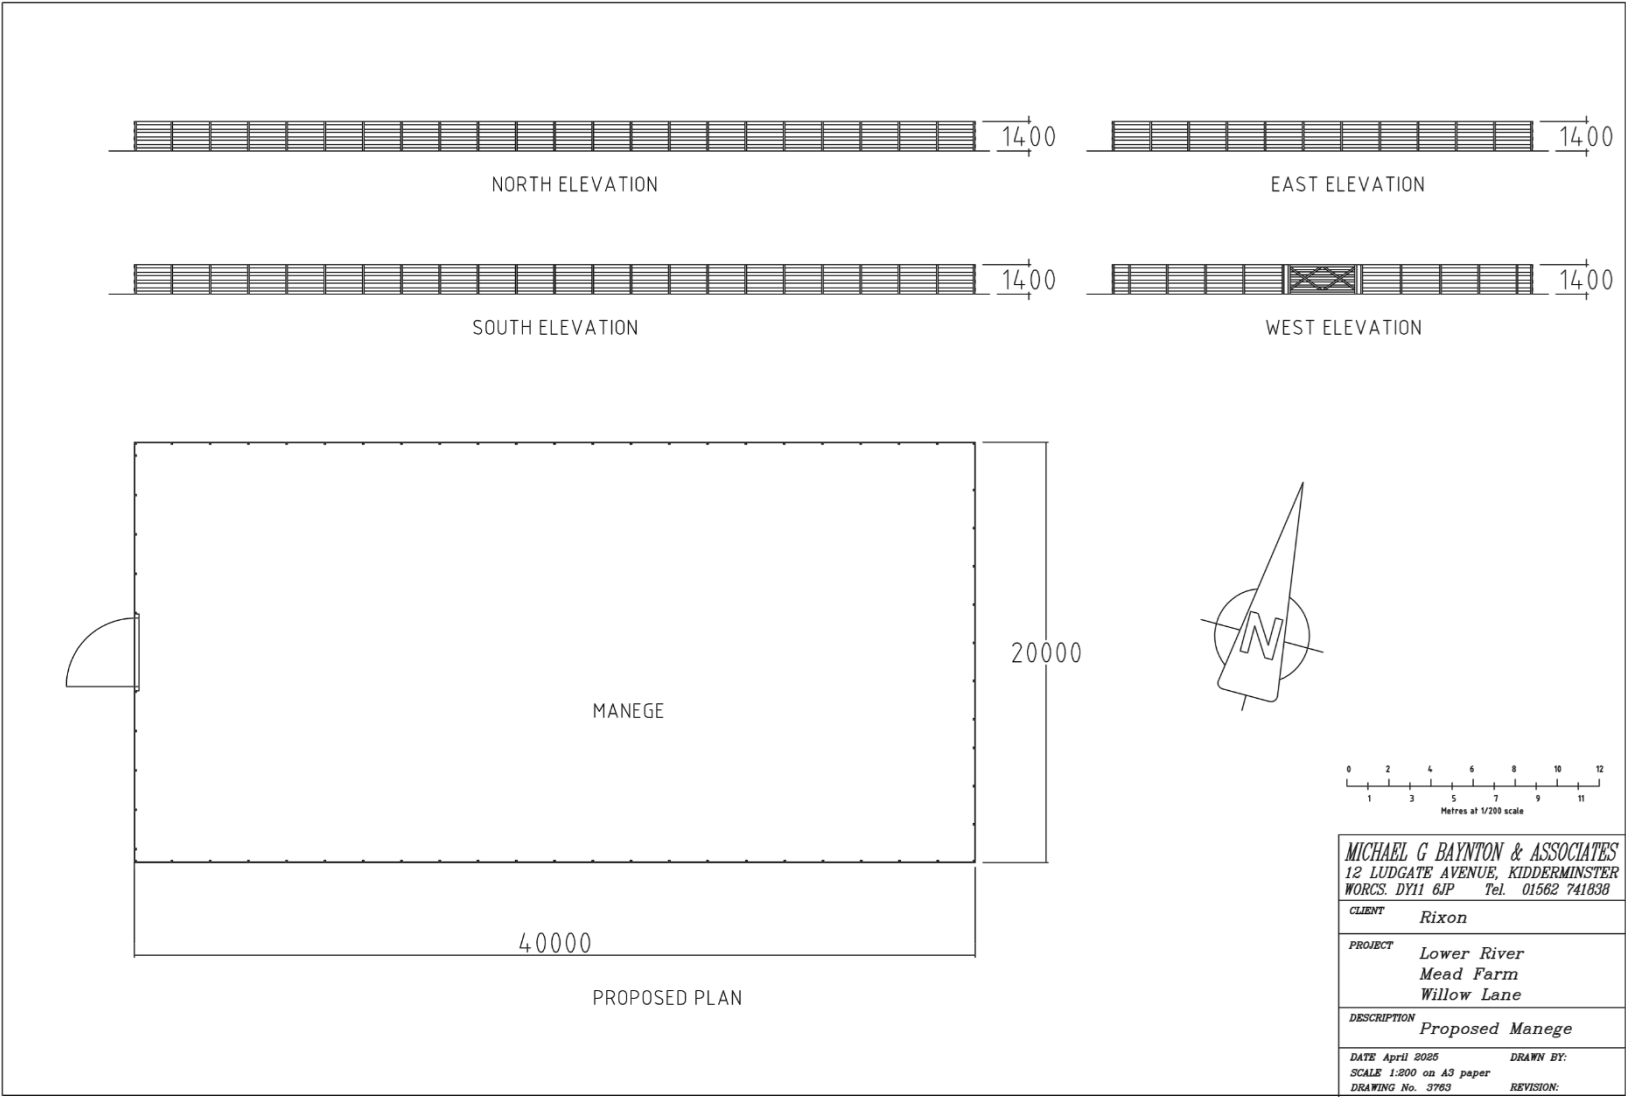 1400
1400
NORTH ELEVATION
EAST ELEVATION
1400
1400
SOUTH ELEVATION
WEST ELEVATION
20000
N
MANEGE
40000
PROPOSED PLAN
0 2 4 6 8 10 12
1 3 5 7 9 11
Metres at 1/200 scale
MICHAEL G BAYNTON & ASSOCIATES
12 LUDGATE AVENUE, KIDDERMINSTER
WORCS. DY11 6JP Tel. 01562 741838
CLIENT Rixon
PROJECT Lower River
Mead Farm
Willow Lane
DESCRIPTION Proposed Manege
DATE April 2025 DRAWN BY:
SCALE 1:200 on A3 paper
DRAWING No. 3763 REVISION: